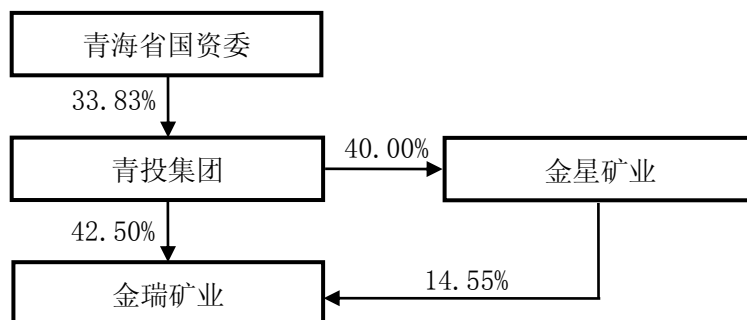 青海省国资委
33.83%
青投集团
40.00%
金星矿业
42.50%
金瑞矿业
14.55%